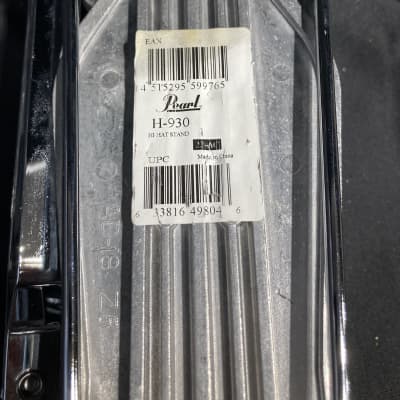 EAN
4 515295 599765
Pearl
H-930
HI-HAT STAND
UPC
Made in China
6 33816 49804 6